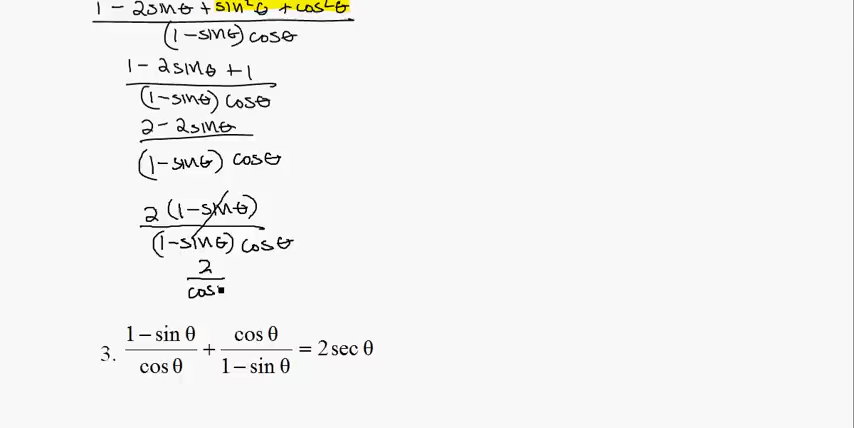 1 - 2sinθ + sin²θ + cos²θ
(1-sinθ) cosθ
1 - 2sinθ + 1
(1-sinθ) cosθ
2 - 2sinθ
(1-sinθ) cosθ
2 (1-sinθ)
(1-sinθ) cosθ
2
cos
3. (1 − sin θ)/(cos θ) + (cos θ)/(1 − sin θ) = 2 sec θ